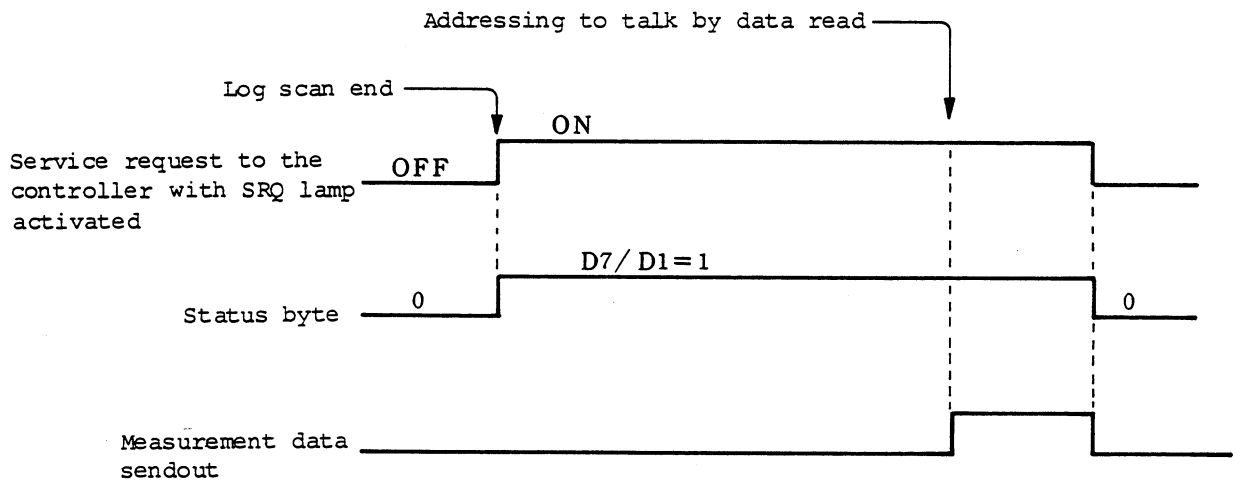 Addressing to talk by data read
Log scan end
ON
Service request to the
controller with SRQ lamp
activated
OFF
D7/D1=1
Status byte
0
0
Measurement data
sendout